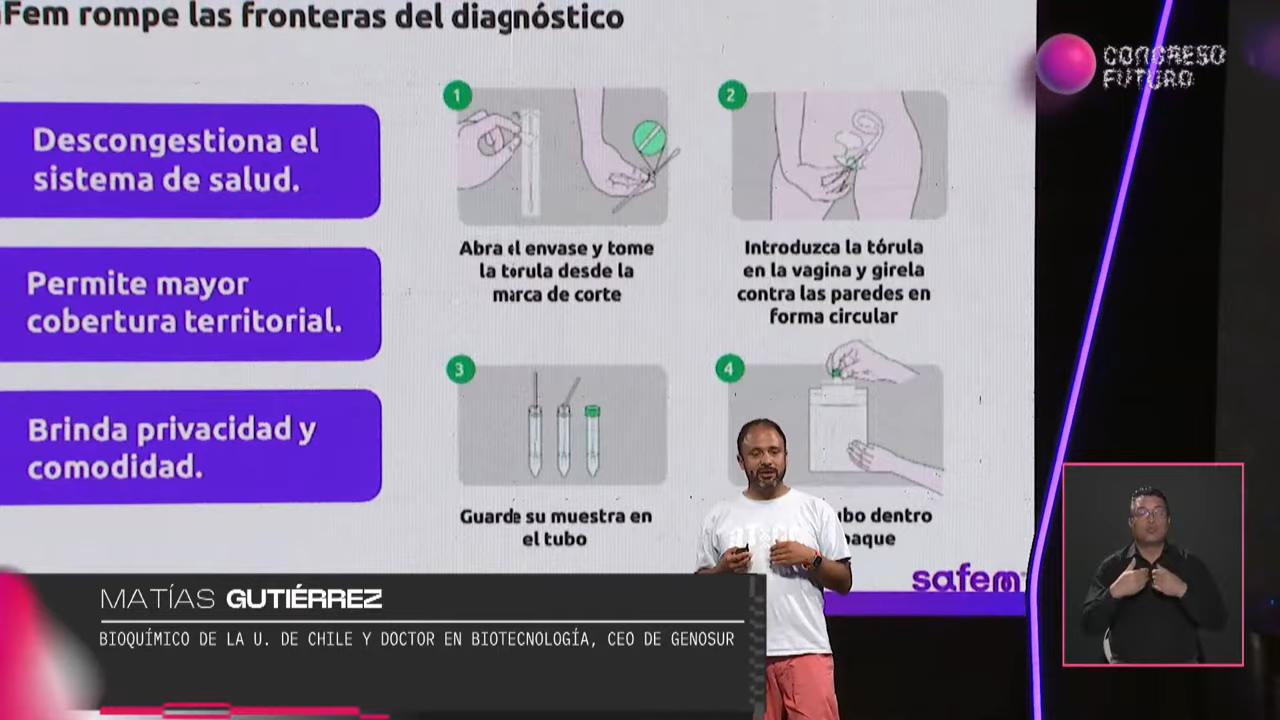 aFem rompe las fronteras del diagnóstico
CONGRESO
FUTURO
Descongestiona el
sistema de salud.
Permite mayor
cobertura territorial.
Brinda privacidad y
comodidad.
1
Abra el envase y tome
la tórula desde la
marca de corte
2
Introduzca la tórula
en la vagina y girela
contra las paredes en
forma circular
3
Guarde su muestra en
el tubo
4
ubo dentro
paque
safem
MATÍAS GUTIÉRREZ
BIOQUÍMICO DE LA U. DE CHILE Y DOCTOR EN BIOTECNOLOGÍA, CEO DE GENOSUR